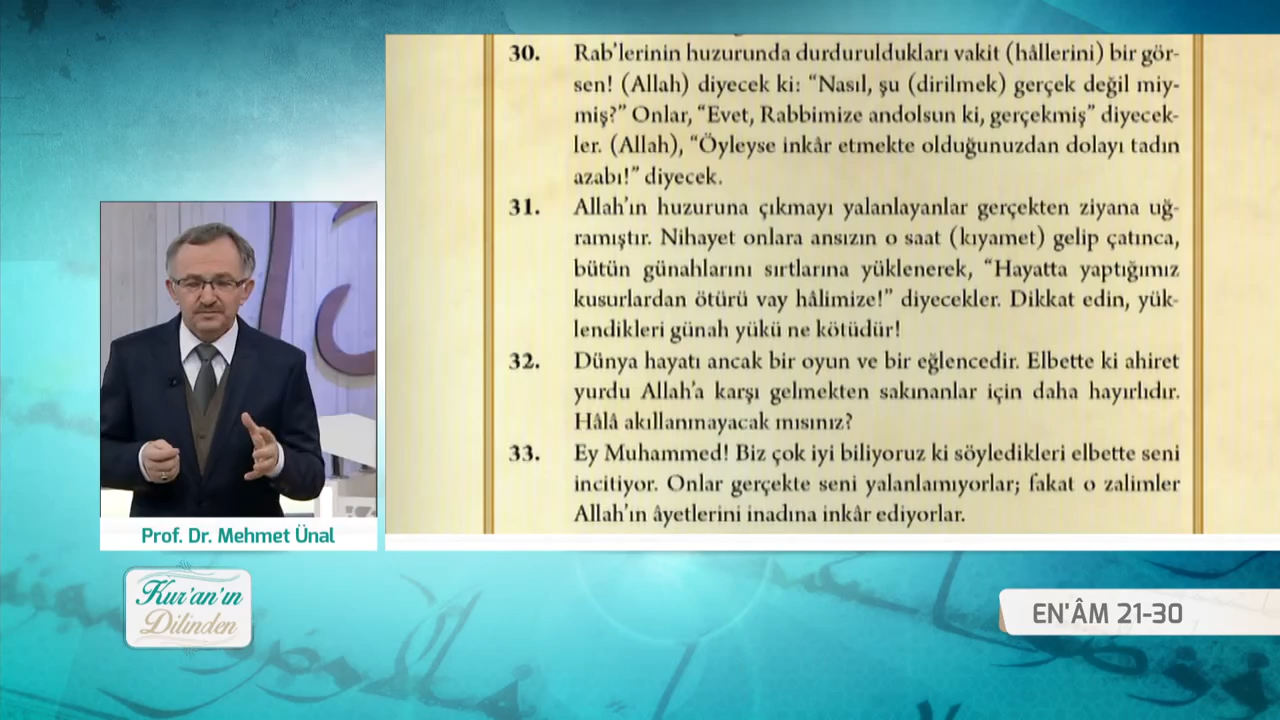 30. Rab'lerinin huzurunda durduruldukları vakit (hâllerini) bir gör-
sen! (Allah) diyecek ki: “Nasıl, şu (dirilmek) gerçek değil miy-
miş?” Onlar, “Evet, Rabbimize andolsun ki, gerçekmiş” diyecek-
ler. (Allah), “Öyleyse inkâr etmekte olduğunuzdan dolayı tadın
azabı!” diyecek.
31. Allah'ın huzuruna çıkmayı yalanlayanlar gerçekten ziyana uğ-
ramıştır. Nihayet onlara ansızın o saat (kıyamet) gelip çatınca,
bütün günahlarını sırtlarına yüklenerek, “Hayatta yaptığımız
kusurlardan ötürü vay hâlimize!” diyecekler. Dikkat edin, yük-
lendikleri günah yükü ne kötüdür!
32. Dünya hayatı ancak bir oyun ve bir eğlencedir. Elbette ki ahiret
yurdu Allah'a karşı gelmekten sakınanlar için daha hayırlıdır.
Hâlâ akıllanmayacak mısınız?
33. Ey Muhammed! Biz çok iyi biliyoruz ki söyledikleri elbette seni
incitiyor. Onlar gerçekte seni yalanlamıyorlar; fakat o zalimler
Allah'ın âyetlerini inadına inkâr ediyorlar.
Prof. Dr. Mehmet Ünal
Kur'an'ın
Dilinden
EN'ÂM 21-30